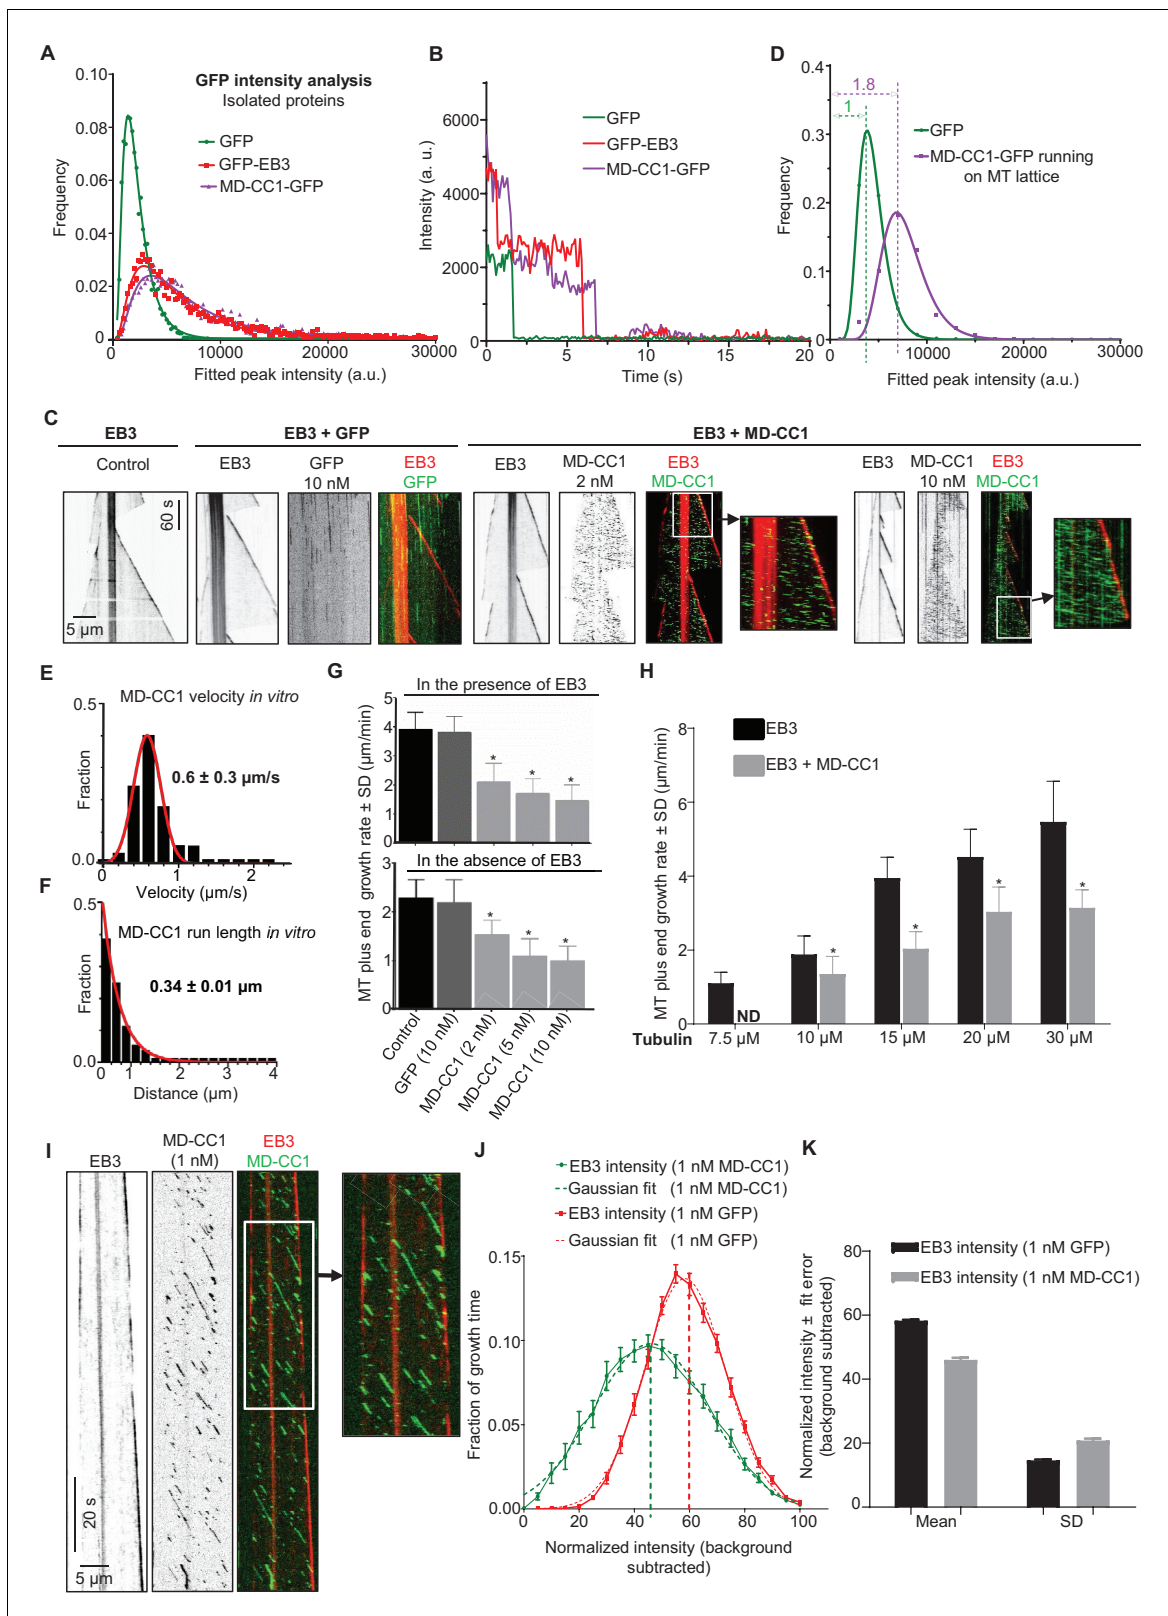 A
GFP intensity analysis
Isolated proteins
GFP
GFP-EB3
MD-CC1-GFP
Frequency
0.10
0.08
0.06
0.04
0.02
0
0
10000
20000
30000
Fitted peak intensity (a.u.)
B
GFP
GFP-EB3
MD-CC1-GFP
Intensity (a. u.)
6000
4000
2000
0
0
5
10
15
20
Time (s)
D
1.8
1
GFP
MD-CC1-GFP running
on MT lattice
Frequency
0.4
0.3
0.2
0.1
0
0
10000
20000
30000
Fitted peak intensity (a.u.)
C
EB3
EB3 + GFP
EB3 + MD-CC1
Control
EB3
GFP
10 nM
EB3
GFP
EB3
MD-CC1
2 nM
EB3
MD-CC1
EB3
MD-CC1
10 nM
EB3
MD-CC1
60 s
5 µm
E
MD-CC1 velocity in vitro
0.6 ± 0.3 µm/s
Fraction
0.5
0.0
0
1
2
Velocity (µm/s)
F
MD-CC1 run length in vitro
0.34 ± 0.01 µm
Fraction
0.5
0.0
0
1
2
3
4
Distance (µm)
G
In the presence of EB3
5
4
3
2
1
0
* * *
In the absence of EB3
3
2
1
0
* * *
MT plus end growth rate ± SD (µm/min)
Control
GFP (10 nM)
MD-CC1 (2 nM)
MD-CC1 (5 nM)
MD-CC1 (10 nM)
H
EB3
EB3 + MD-CC1
MT plus end growth rate ± SD (µm/min)
8
6
4
2
0
ND
* * * *
Tubulin
7.5 µM
10 µM
15 µM
20 µM
30 µM
I
EB3
MD-CC1
(1 nM)
EB3
MD-CC1
20 s
5 µm
J
EB3 intensity (1 nM MD-CC1)
Gaussian fit (1 nM MD-CC1)
EB3 intensity (1 nM GFP)
Gaussian fit (1 nM GFP)
Fraction of growth time
0.15
0.10
0.05
0.00
0
20
40
60
80
100
Normalized intensity (background
subtracted)
K
EB3 intensity (1 nM GFP)
EB3 intensity (1 nM MD-CC1)
Normalized intensity ± fit error
(background subtracted)
80
60
40
20
0
Mean
SD